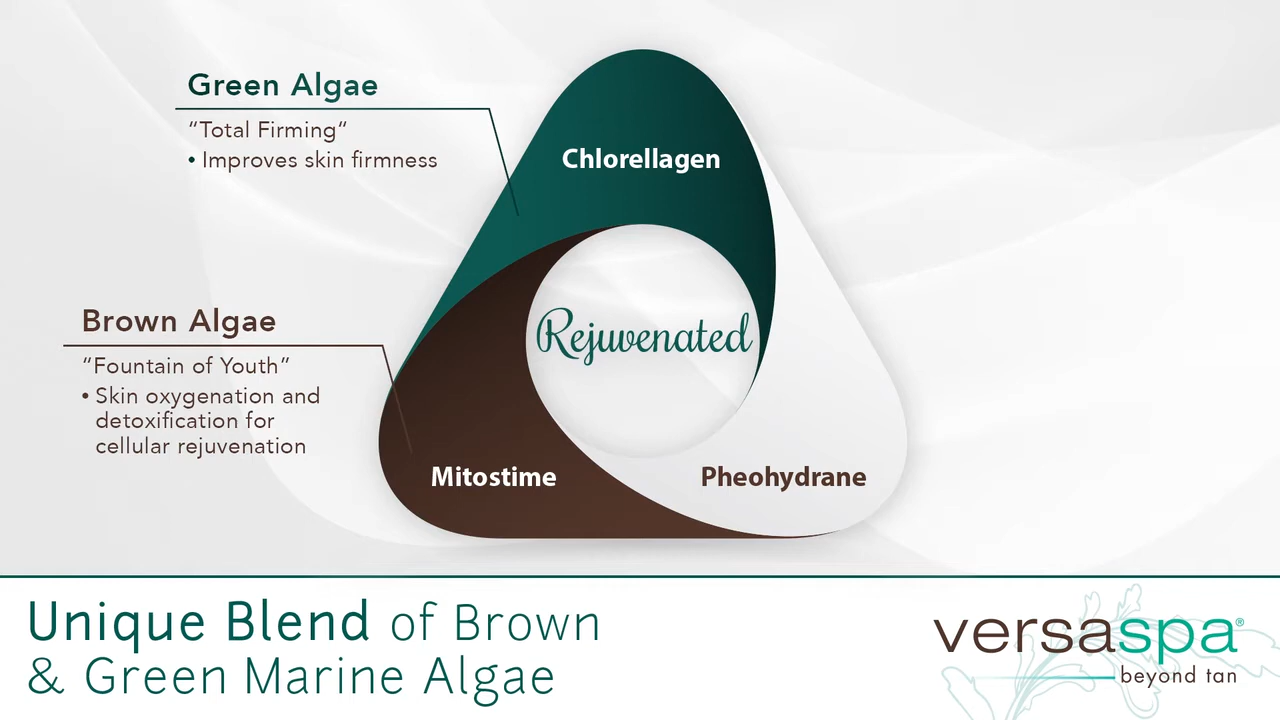 Green Algae
“Total Firming”
• Improves skin firmness
Chlorellagen
Brown Algae
“Fountain of Youth”
• Skin oxygenation and
detoxification for
cellular rejuvenation
Rejuvenated
Mitostime
Pheohydrane
Unique Blend of Brown
& Green Marine Algae
versaspa®
beyond tan